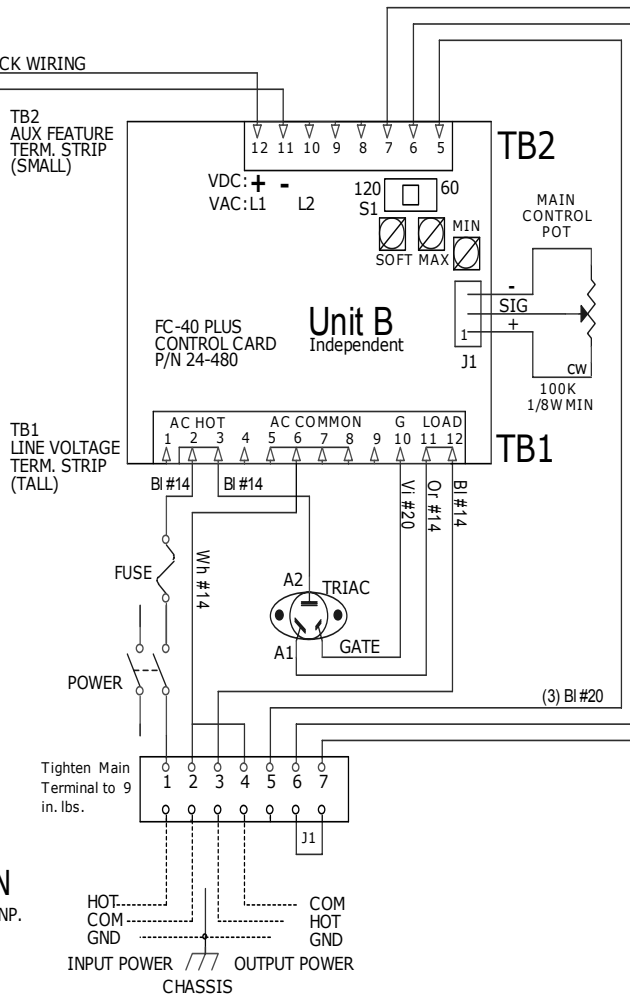 CK WIRING
TB2
AUX FEATURE
TERM. STRIP
(SMALL)
12 11 10 9 8 7 6 5
TB2
VDC: + -
VAC: L1 L2
120 60
S1
MIN
SOFT MAX
MAIN
CONTROL
POT
-
SIG
+
1
J1
CW
100K
1/8W MIN
Unit B
Independent
FC-40 PLUS
CONTROL CARD
P/N 24-480
TB1
LINE VOLTAGE
TERM. STRIP
(TALL)
AC HOT AC COMMON G LOAD
1 2 3 4 5 6 7 8 9 10 11 12
TB1
Bl #14 Bl #14
Wh #14
Vi #20
Or #14
Bl #14
FUSE
A2
TRIAC
A1
GATE
POWER
(3) Bl #20
Tighten Main
Terminal to 9
in. lbs.
1 2 3 4 5 6 7
J1
N
NP.
HOT COM
COM HOT
GND GND
INPUT POWER OUTPUT POWER
CHASSIS